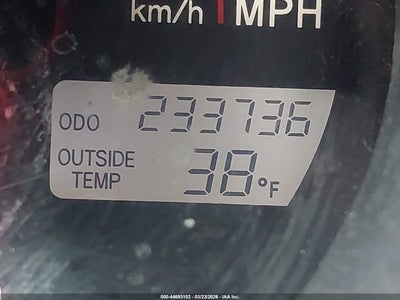 km/h MPH
ODO 233736
OUTSIDE TEMP 38°F
000-44693102 - 03/23/2026 - IAA Inc.